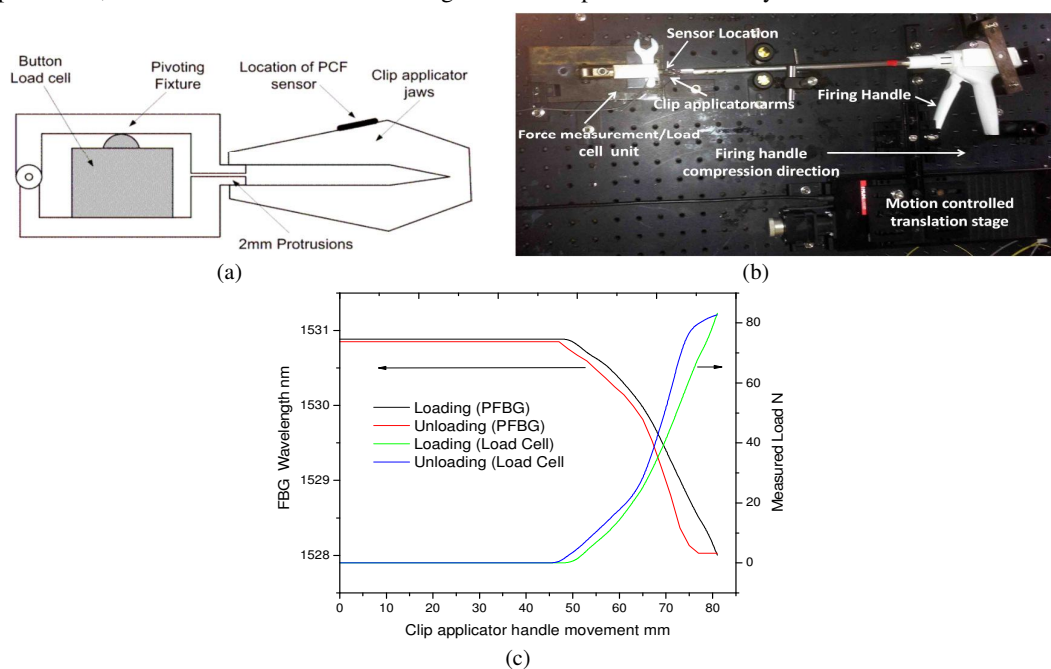 Button
Load cell
Pivoting
Fixture
Location of PCF
sensor
Clip applicator
jaws
2mm Protrusions
(a)
Sensor Location
Clip applicator arms
Firing Handle
Force measurement/Load
cell unit
Firing handle
compression direction
Motion controlled
translation stage
(b)
FBG Wavelength nm
1531
1530
1529
1528
Loading (PFBG)
Unloading (PFBG)
Loading (Load Cell)
Unloading (Load Cell
80
60
40
20
0
Measured Load N
0 10 20 30 40 50 60 70 80
Clip applicator handle movement mm
(c)